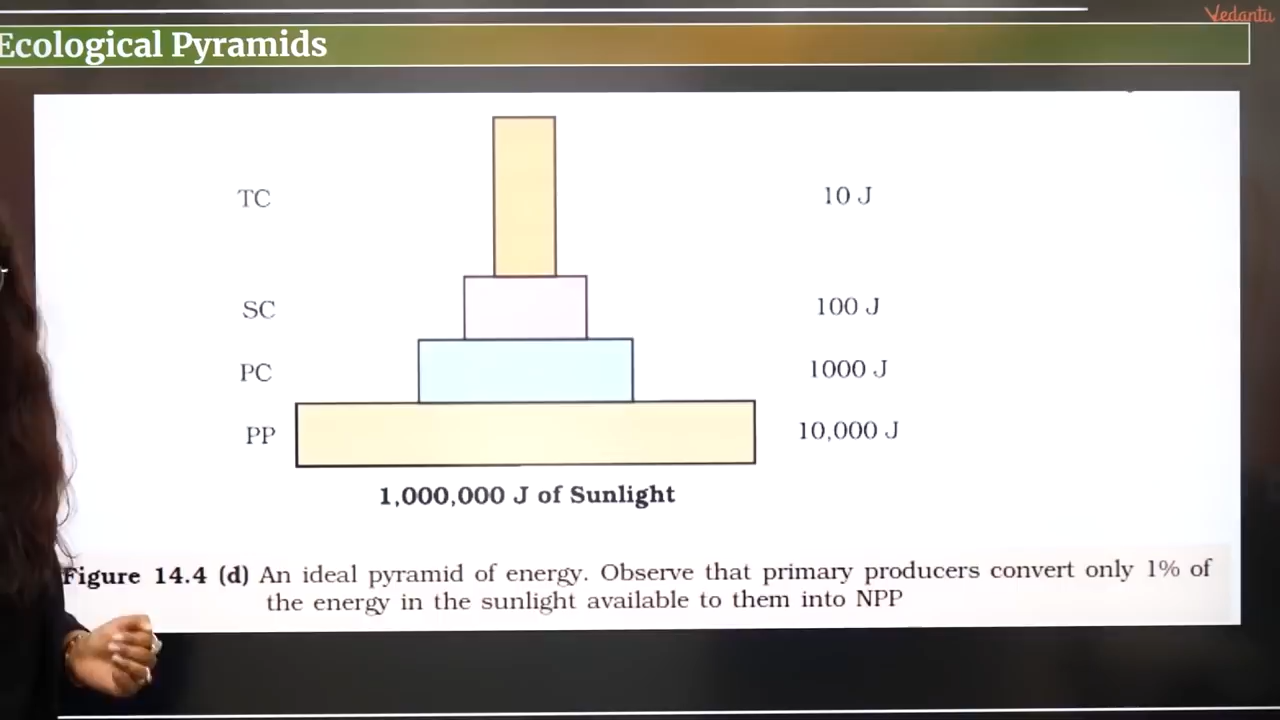 Vedantu
Ecological Pyramids
TC
10 J
SC
100 J
PC
1000 J
PP
10,000 J
1,000,000 J of Sunlight
Figure 14.4 (d) An ideal pyramid of energy. Observe that primary producers convert only 1% of
the energy in the sunlight available to them into NPP